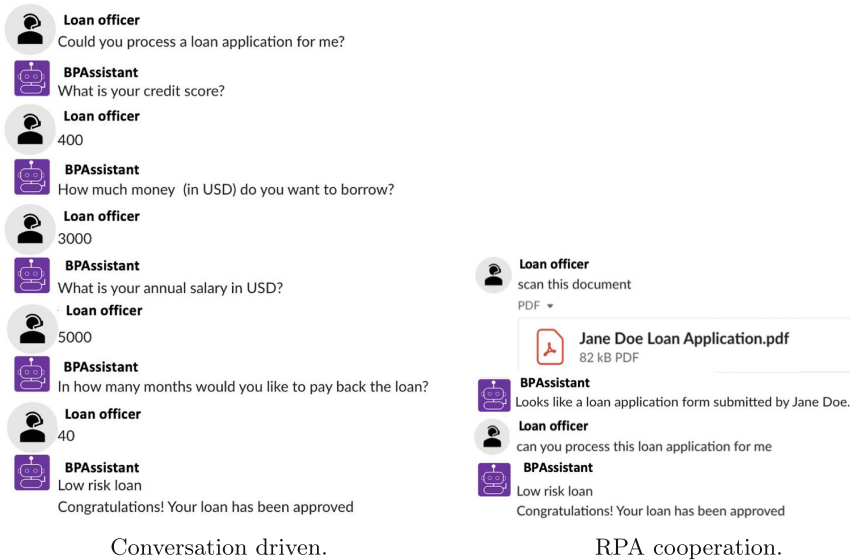 Loan officer
Could you process a loan application for me?
BPAssistant
What is your credit score?
Loan officer
400
BPAssistant
How much money (in USD) do you want to borrow?
Loan officer
3000
BPAssistant
What is your annual salary in USD?
Loan officer
5000
BPAssistant
In how many months would you like to pay back the loan?
Loan officer
40
BPAssistant
Low risk loan
Congratulations! Your loan has been approved
Conversation driven.
Loan officer
scan this document
PDF
Jane Doe Loan Application.pdf
82 kB PDF
BPAssistant
Looks like a loan application form submitted by Jane Doe.
Loan officer
can you process this loan application for me
BPAssistant
Low risk loan
Congratulations! Your loan has been approved
RPA cooperation.